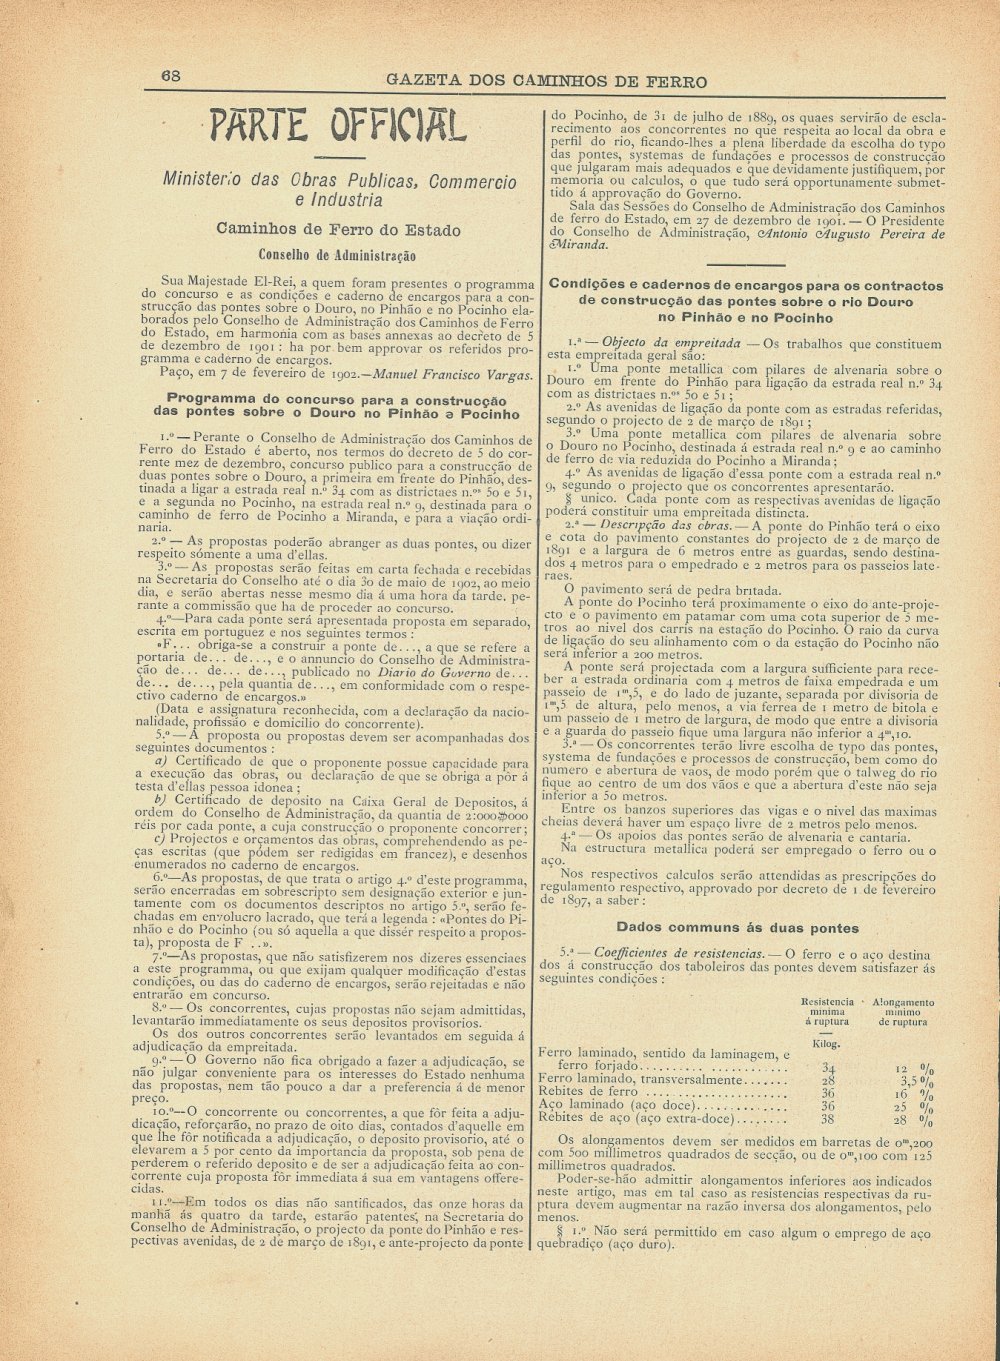 68
GAZETA DOS CAMINHOS DE FERRO
PARTE OFFICIAL
Ministerio das Obras Publicas, Commercio
e Industria
Caminhos de Ferro do Estado
Conselho de Administração
Sua Majestade El-Rei, a quem foram presentes o programma
do concurso e as condições e caderno de encargos para a con-
strucção das pontes sobre o Douro, no Pinhão e no Pocinho ela-
borados pelo Conselho de Administração dos Caminhos de Ferro
do Estado, em harmonia com as bases annexas ao decreto de 5
de dezembro de 1901: ha por bem approvar os referidos pro-
gramma e caderno de encargos.
Paço, em 7 de fevereiro de 1902.—Manuel Francisco Vargas.
Programma do concurso para a construcção
das pontes sobre o Douro no Pinhão e Pocinho
1.º — Perante o Conselho de Administração dos Caminhos de
Ferro do Estado é aberto, nos termos do decreto de 5 do cor-
rente mez de dezembro, concurso publico para a construcção de
duas pontes sobre o Douro, a primeira em frente do Pinhão, des-
tinada a ligar a estrada real n.º 34 com as districtaes n.ᵒˢ 50 e 51,
e a segunda no Pocinho, na estrada real n.º 9, destinada para o
caminho de ferro de Pocinho a Miranda, e para a viação ordi-
naria.
2.º — As propostas poderão abranger as duas pontes, ou dizer
respeito sómente a uma d'ellas.
3.º — As propostas serão feitas em carta fechada e recebidas
na Secretaria do Conselho até o dia 30 de maio de 1902, ao meio
dia, e serão abertas nesse mesmo dia á uma hora da tarde, pe-
rante a commissão que ha de proceder ao concurso.
4.º—Para cada ponte será apresentada proposta em separado,
escrita em portuguez e nos seguintes termos :
«F... obriga-se a construir a ponte de..., a que se refere a
portaria de... de..., e o annuncio do Conselho de Administra-
ção de... de... de..., publicado no Diario do Governo de...
de... de..., pela quantia de..., em conformidade com o respe-
ctivo caderno de encargos.»
(Data e assignatura reconhecida, com a declaração da nacio-
nalidade, profissão e domicilio do concorrente).
5.º — A proposta ou propostas devem ser acompanhadas dos
seguintes documentos :
a) Certificado de que o proponente possue capacidade para
a execução das obras, ou declaração de que se obriga a pôr á
testa d'ellas pessoa idonea ;
b) Certificado de deposito na Caixa Geral de Depositos, á
ordem do Conselho de Administração, da quantia de 2:000$000
réis por cada ponte, a cuja construcção o proponente concorrer;
c) Projectos e orçamentos das obras, comprehendendo as pe-
ças escritas (que podem ser redigidas em francez), e desenhos
enumerados no caderno de encargos.
6.º—As propostas, de que trata o artigo 4.º d'este programma,
serão encerradas em sobrescripto sem designação exterior e jun-
tamente com os documentos descriptos no artigo 5.º, serão fe-
chadas em envolucro lacrado, que terá a legenda : «Pontes do Pi-
nhão e do Pocinho (ou só aquella a que dissér respeito a propos-
ta), proposta de F . .».
7.º—As propostas, que não satisfizerem nos dizeres essenciaes
a este programma, ou que exijam qualquer modificação d'estas
condições, ou das do caderno de encargos, serão rejeitadas e não
entrarão em concurso.
8.º — Os concorrentes, cujas propostas não sejam admittidas,
levantarão immediatamente os seus depositos provisorios.
Os dos outros concorrentes serão levantados em seguida á
adjudicação da empreitada.
9.º — O Governo não fica obrigado a fazer a adjudicação, se
não julgar conveniente para os interesses do Estado nenhuma
das propostas, nem tão pouco a dar a preferencia á de menor
preço.
10.º—O concorrente ou concorrentes, a que fôr feita a adju-
dicação, reforçarão, no prazo de oito dias, contados d'aquelle em
que lhe fôr notificada a adjudicação, o deposito provisorio, até o
elevarem a 5 por cento da importancia da proposta, sob pena de
perderem o referido deposito e de ser a adjudicação feita ao con-
corrente cuja proposta fôr immediata á sua em vantagens offere-
cidas.
11.º—Em todos os dias não santificados, das onze horas da
manhã ás quatro da tarde, estarão patentes, na Secretaria do
Conselho de Administração, o projecto da ponte do Pinhão e res-
pectivas avenidas, de 2 de março de 1891, e ante-projecto da ponte
do Pocinho, de 31 de julho de 1889, os quaes servirão de escla-
recimento aos concorrentes no que respeita ao local da obra e
perfil do rio, ficando-lhes a plena liberdade da escolha do typo
das pontes, systemas de fundações e processos de construcção
que julgaram mais adequados e que devidamente justifiquem, por
memoria ou calculos, o que tudo será opportunamente submet-
tido á approvação do Governo.
Sala das Sessões do Conselho de Administração dos Caminhos
de ferro do Estado, em 27 de dezembro de 1901. — O Presidente
do Conselho de Administração, Antonio Augusto Pereira de
Miranda.
Condições e cadernos de encargos para os contractos
de construcção das pontes sobre o rio Douro
no Pinhão e no Pocinho
1.ª — Objecto da empreitada — Os trabalhos que constituem
esta empreitada geral são:
1.º Uma ponte metallica com pilares de alvenaria sobre o
Douro em frente do Pinhão para ligação da estrada real n.º 34
com as districtaes n.ᵒˢ 50 e 51 ;
2.º As avenidas de ligação da ponte com as estradas referidas,
segundo o projecto de 2 de março de 1891 ;
3.º Uma ponte metallica com pilares de alvenaria sobre
o Douro no Pocinho, destinada á estrada real n.º 9 e ao caminho
de ferro de via reduzida do Pocinho a Miranda ;
4.º As avenidas de ligação d'essa ponte com a estrada real n.º
9, segundo o projecto que os concorrentes apresentarão.
§ unico. Cada ponte com as respectivas avenidas de ligação
poderá constituir uma empreitada distincta.
2.ª — Descripção das obras. — A ponte do Pinhão terá o eixo
e cota do pavimento constantes do projecto de 2 de março de
1891 e a largura de 6 metros entre as guardas, sendo destina-
dos 4 metros para o empedrado e 2 metros para os passeios late-
raes.
O pavimento será de pedra britada.
A ponte do Pocinho terá proximamente o eixo do ante-proje-
cto e o pavimento em patamar com uma cota superior de 5 me-
tros ao nivel dos carris na estação do Pocinho. O raio da curva
de ligação do seu alinhamento com o da estação do Pocinho não
será inferior a 200 metros.
A ponte será projectada com a largura sufficiente para rece-
ber a estrada ordinaria com 4 metros de faixa empedrada e um
passeio de 1ᵐ,5, e do lado de juzante, separada por divisoria de
1ᵐ,5 de altura, pelo menos, a via ferrea de 1 metro de bitola e
um passeio de 1 metro de largura, de modo que entre a divisoria
e a guarda do passeio fique uma largura não inferior a 4ᵐ,10.
3.ª — Os concorrentes terão livre escolha de typo das pontes,
systema de fundações e processos de construcção, bem como do
numero e abertura de vaos, de modo porém que o talweg do rio
fique ao centro de um dos vãos e que a abertura d'este não seja
inferior a 50 metros.
Entre os banzos superiores das vigas e o nivel das maximas
cheias deverá haver um espaço livre de 2 metros pelo menos.
4.ª — Os apoios das pontes serão de alvenaria e cantaria.
Na estructura metallica poderá ser empregado o ferro ou o
aço.
Nos respectivos calculos serão attendidas as prescripções do
regulamento respectivo, approvado por decreto de 1 de fevereiro
de 1897, a saber :
Dados communs ás duas pontes
5.ª — Coefficientes de resistencias. — O ferro e o aço destina
dos á construcção dos taboleiros das pontes devem satisfazer ás
seguintes condições :
Resistencia Alongamento
minima minimo
á ruptura de ruptura
Kilog.
Ferro laminado, sentido da laminagem, e
ferro forjado.......... ............ 34 12 %
Ferro laminado, transversalmente....... 28 3,5 %
Rebites de ferro ...................... 36 16 %
Aço laminado (aço doce).............. 36 25 %
Rebites de aço (aço extra-doce)........ 38 28 %
Os alongamentos devem ser medidos em barretas de 0ᵐ,200
com 500 millimetros quadrados de secção, ou de 0ᵐ,100 com 125
millimetros quadrados.
Poder-se-hão admittir alongamentos inferiores aos indicados
neste artigo, mas em tal caso as resistencias respectivas da ru-
ptura devem augmentar na razão inversa dos alongamentos, pelo
menos.
§ 1.º Não será permittido em caso algum o emprego de aço
quebradiço (aço duro).